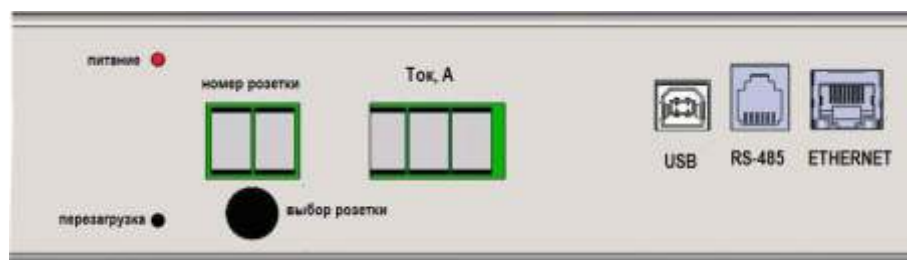 питание
номер розетки
Ток, А
USB
RS-485
ETHERNET
перезагрузка
выбор розетки